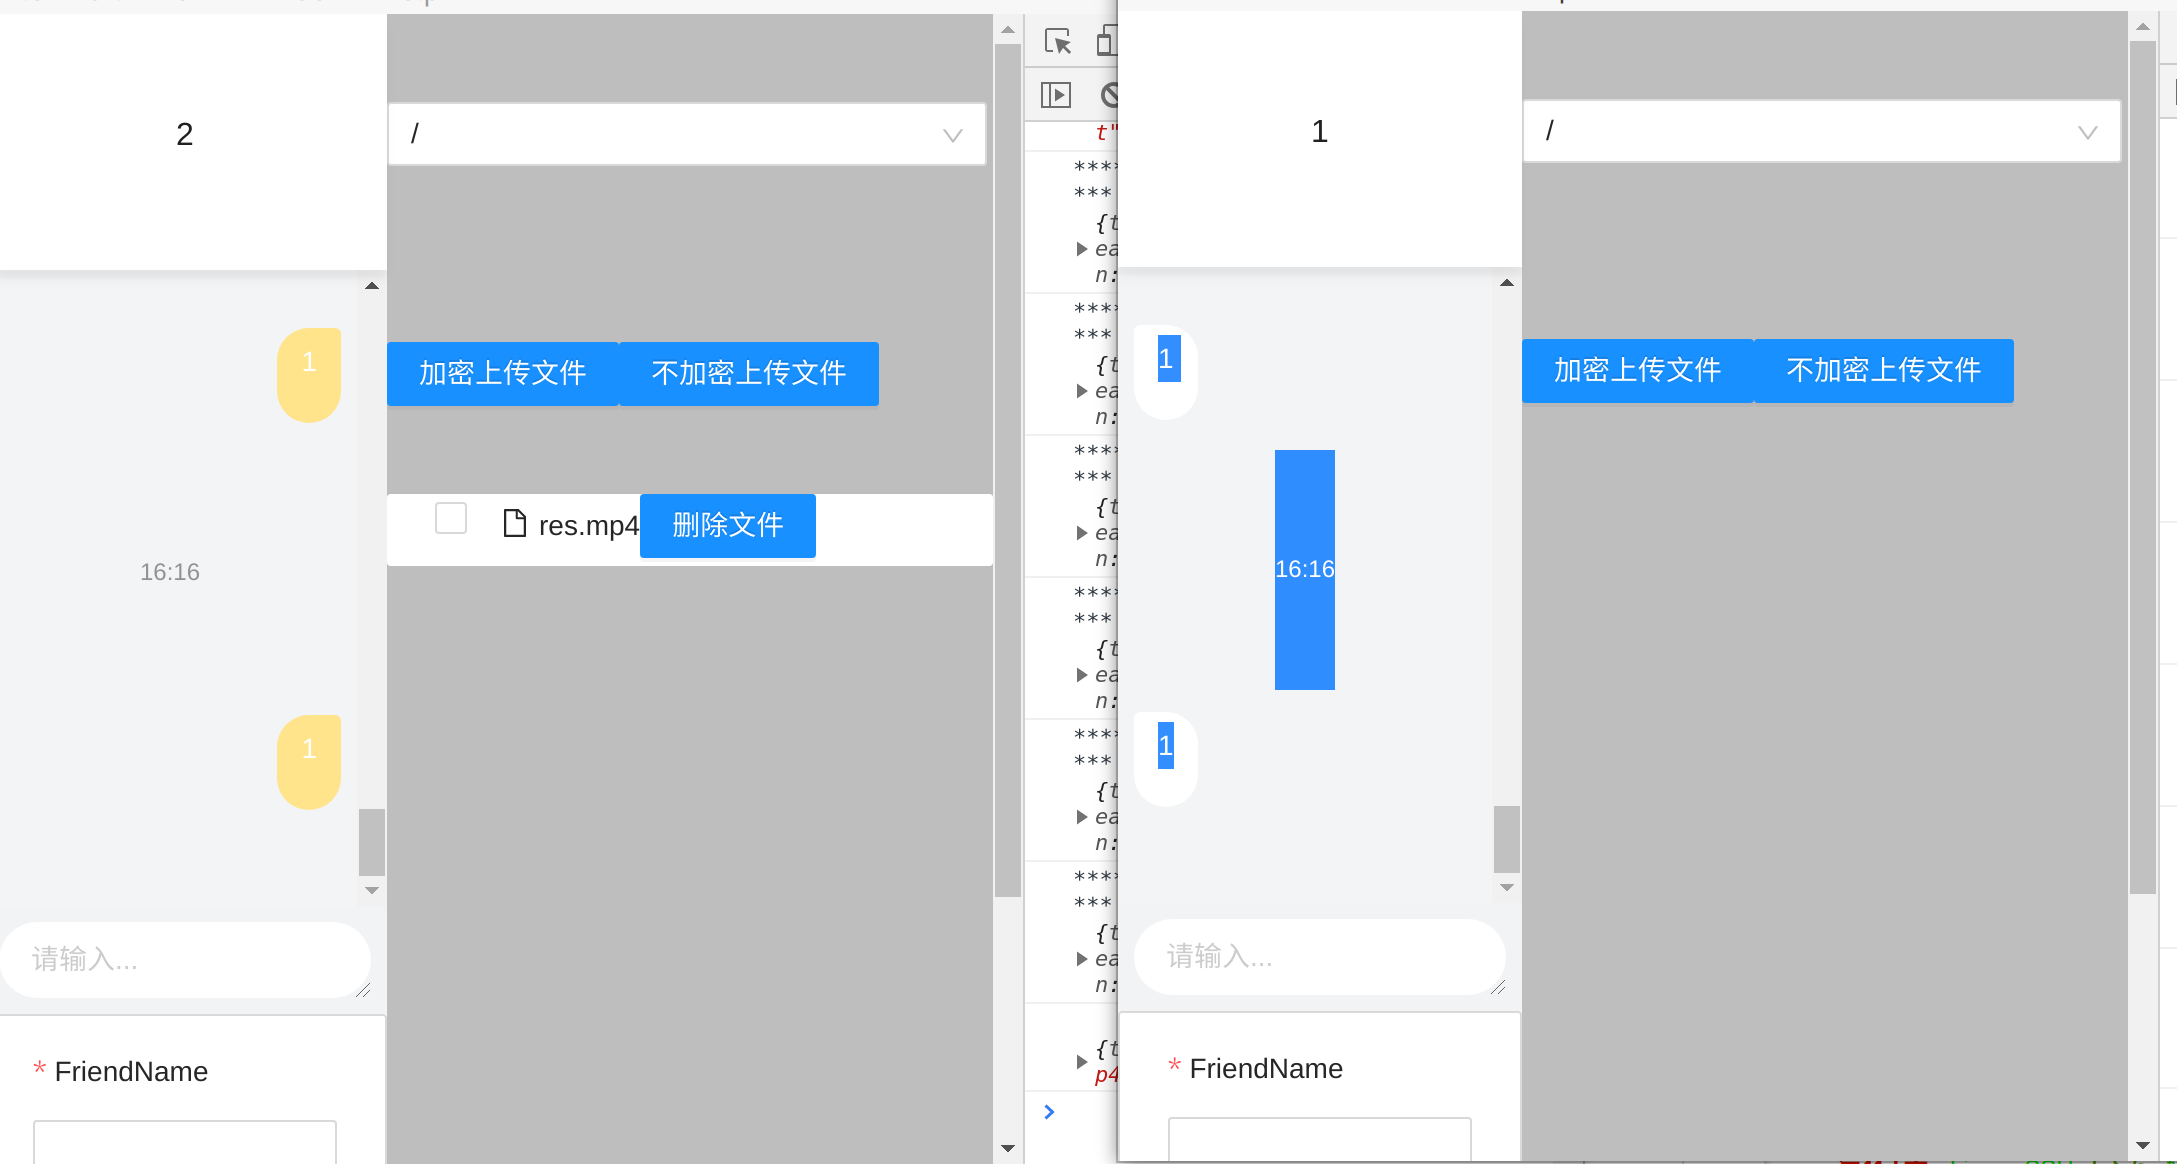 2
/
1
加密上传文件
不加密上传文件
res.mp4
删除文件
16:16
1
请输入...
* FriendName
t"
****
***
{t
ea
n:
****
***
{t
ea
n:
****
***
{t
ea
n:
****
***
{t
ea
n:
****
***
{t
ea
n:
****
***
{t
ea
n:
{t
p4
1
/
1
加密上传文件
不加密上传文件
16:16
1
请输入...
* FriendName